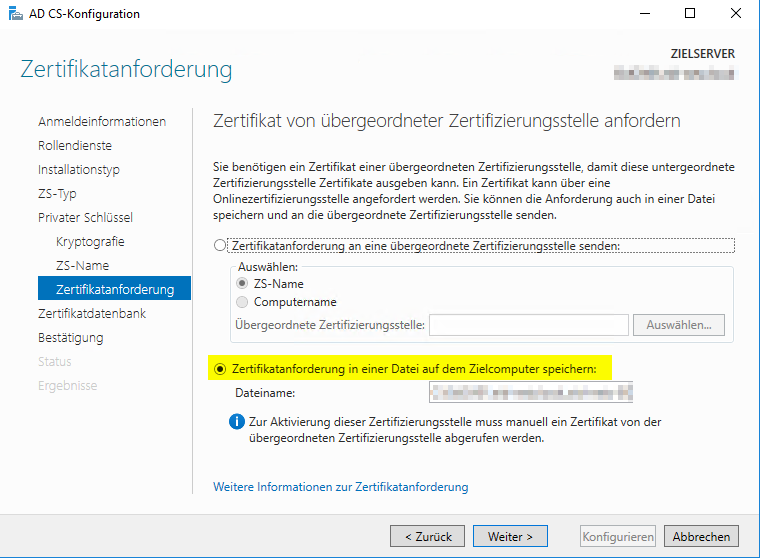 AD CS-Konfiguration
Zertifikatanforderung
ZIELSERVER
Anmeldeinformationen
Rollendienste
Installationstyp
ZS-Typ
Privater Schlüssel
Kryptografie
ZS-Name
Zertifikatanforderung
Zertifikatdatenbank
Bestätigung
Status
Ergebnisse
Zertifikat von übergeordneter Zertifizierungsstelle anfordern
Sie benötigen ein Zertifikat einer übergeordneten Zertifizierungsstelle, damit diese untergeordnete
Zertifizierungsstelle Zertifikate ausgeben kann. Ein Zertifikat kann über eine
Onlinezertifizierungsstelle angefordert werden. Sie können die Anforderung auch in einer Datei
speichern und an die übergeordnete Zertifizierungsstelle senden.
Zertifikatanforderung an eine übergeordnete Zertifizierungsstelle senden:
Auswählen:
ZS-Name
Computername
Übergeordnete Zertifizierungsstelle:
Auswählen...
Zertifikatanforderung in einer Datei auf dem Zielcomputer speichern:
Dateiname:
Zur Aktivierung dieser Zertifizierungsstelle muss manuell ein Zertifikat von der
übergeordneten Zertifizierungsstelle abgerufen werden.
Weitere Informationen zur Zertifikatanforderung
< Zurück
Weiter >
Konfigurieren
Abbrechen